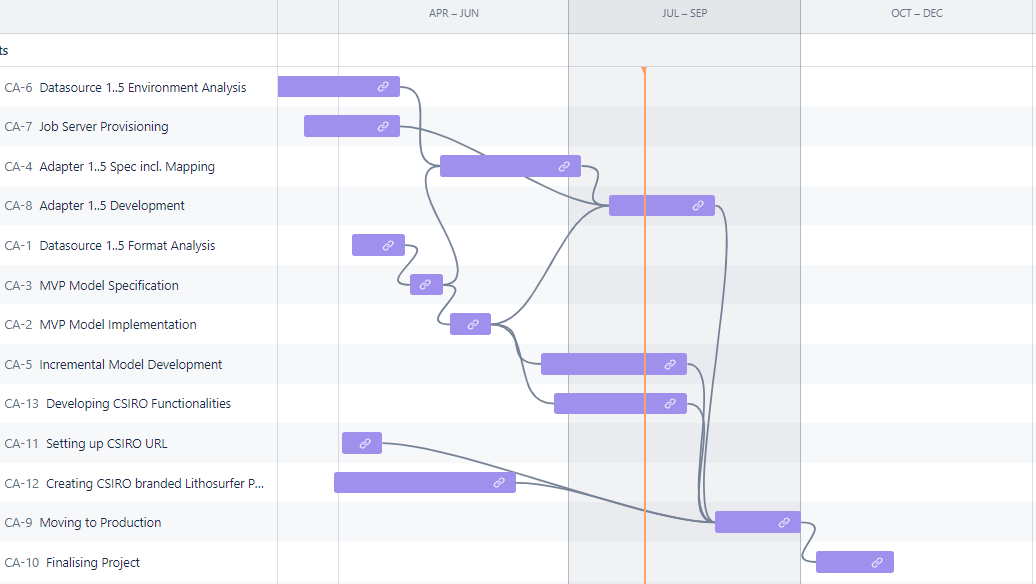 APR – JUN JUL – SEP OCT – DEC
ts
CA-6 Datasource 1..5 Environment Analysis
CA-7 Job Server Provisioning
CA-4 Adapter 1..5 Spec incl. Mapping
CA-8 Adapter 1..5 Development
CA-1 Datasource 1..5 Format Analysis
CA-3 MVP Model Specification
CA-2 MVP Model Implementation
CA-5 Incremental Model Development
CA-13 Developing CSIRO Functionalities
CA-11 Setting up CSIRO URL
CA-12 Creating CSIRO branded Lithosurfer P...
CA-9 Moving to Production
CA-10 Finalising Project